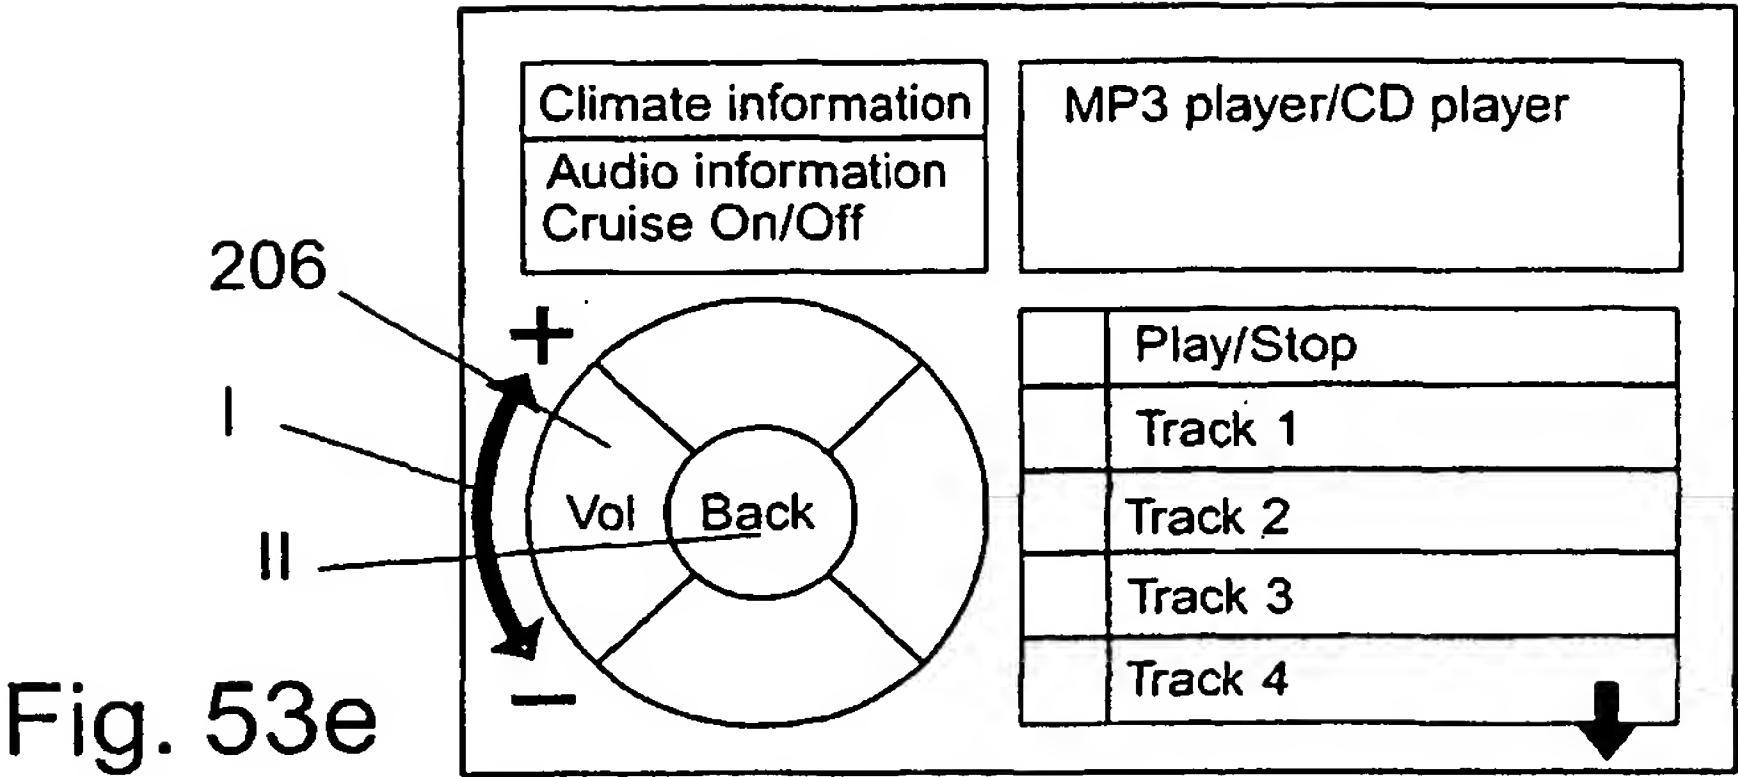 Climate information
Audio information
Cruise On/Off
MP3 player/CD player
206
+
I
Vol
Back
II
−
Play/Stop
Track 1
Track 2
Track 3
Track 4
Fig. 53e